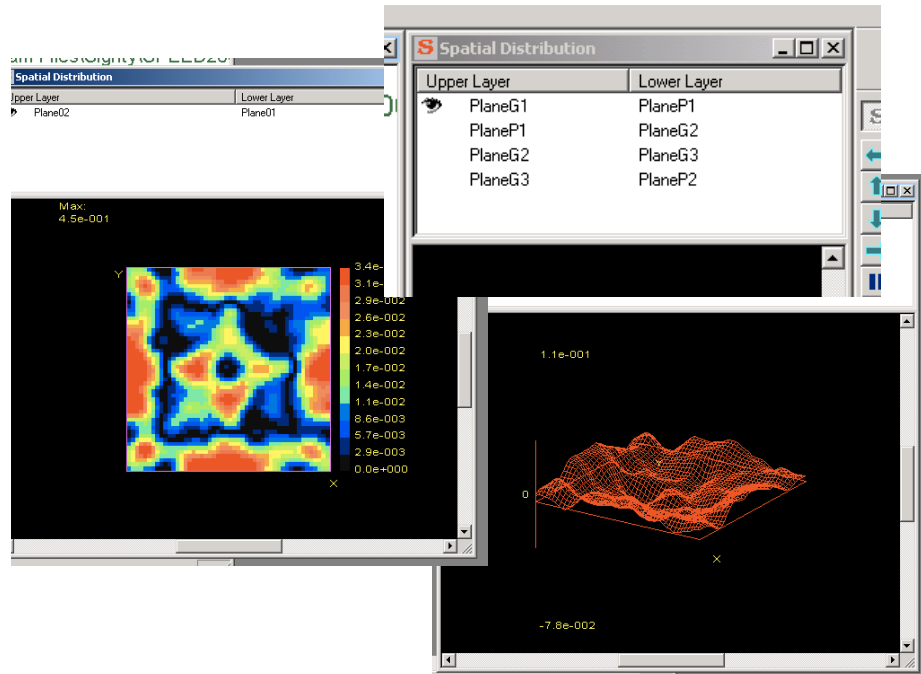 Spatial Distribution
Upper Layer Lower Layer
PlaneG1 PlaneP1
PlaneP1 PlaneG2
PlaneG2 PlaneG3
PlaneG3 PlaneP2
Spatial Distribution
Upper Layer Lower Layer
Plane02 Plane01
Max:
4.5e-001
Y
3.4e-
3.1e-
2.9e-002
2.6e-002
2.3e-002
2.0e-002
1.7e-002
1.4e-002
1.1e-002
8.6e-003
5.7e-003
2.9e-003
0.0e+000
X
1.1e-001
0
X
-7.8e-002